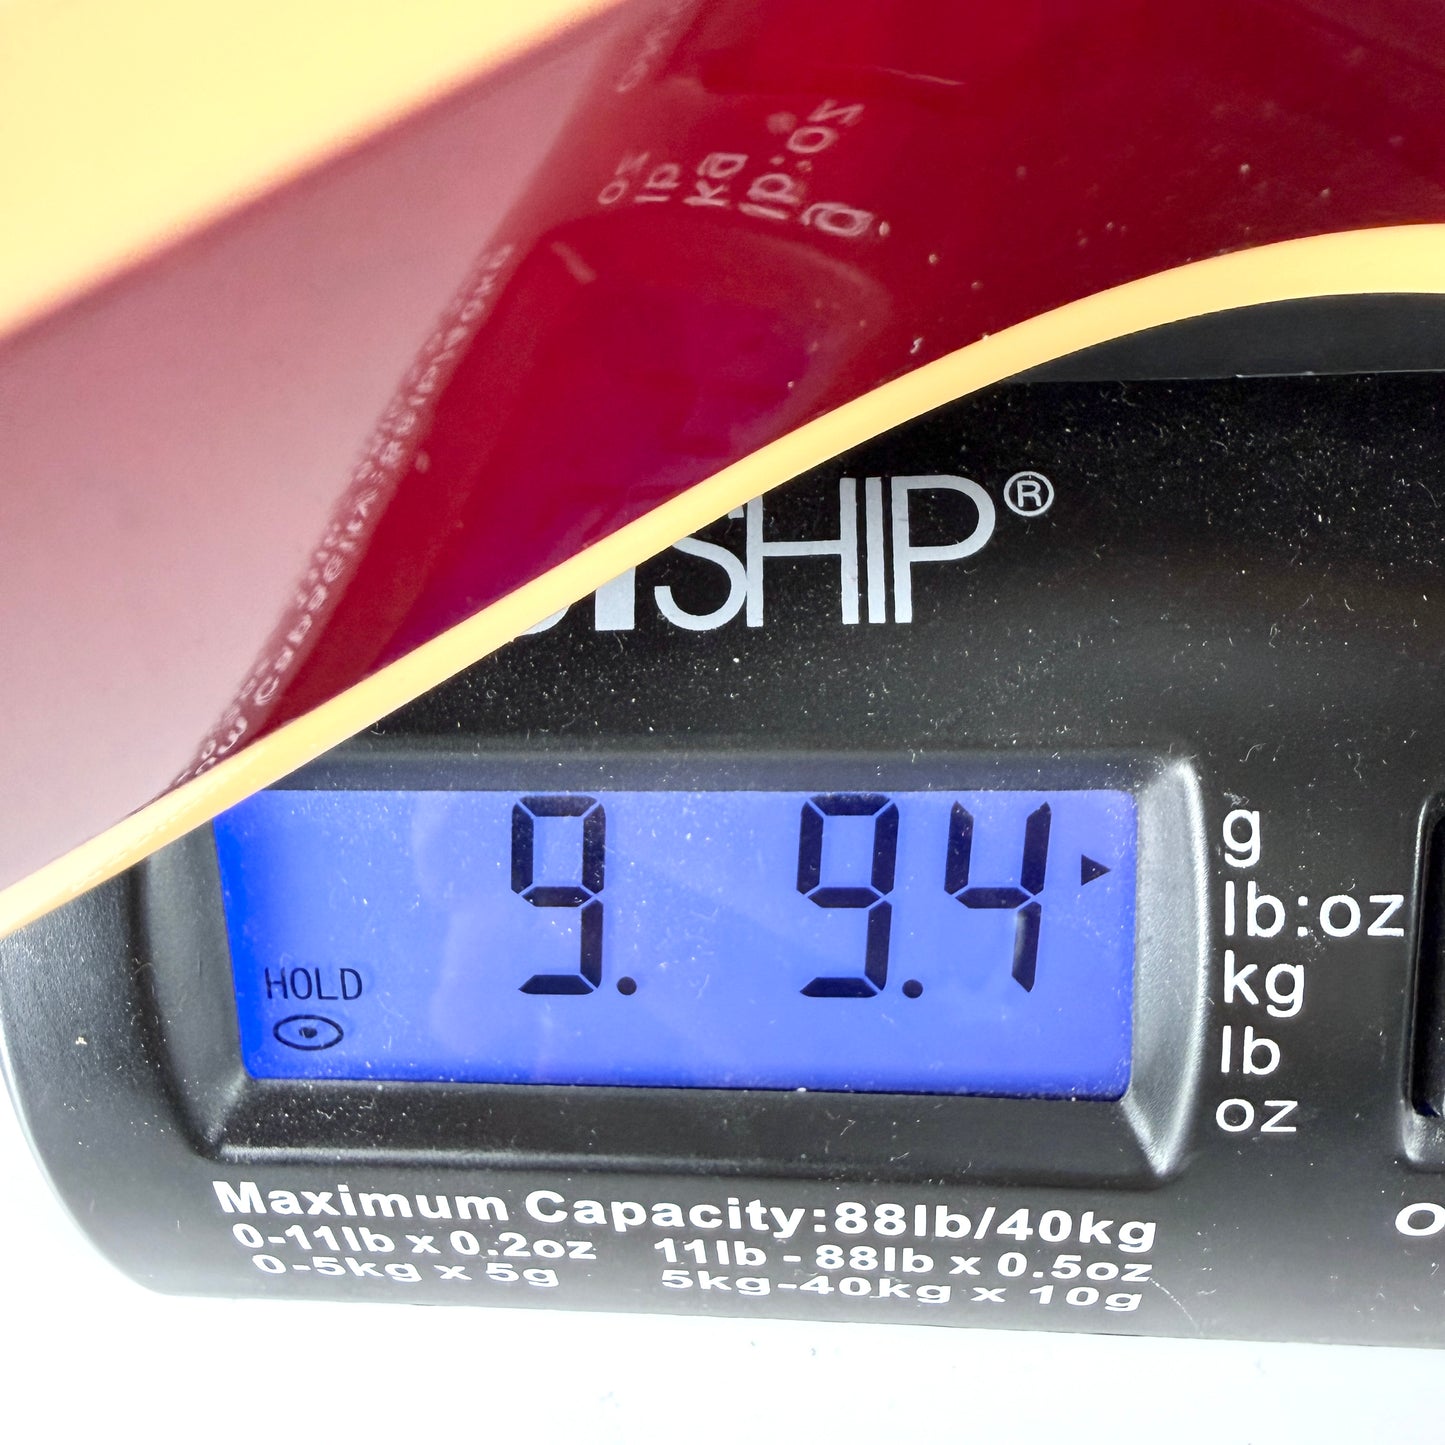 SHIP®
9. 9.4
HOLD
g
lb:oz
kg
lb
oz
Maximum Capacity:88lb/40kg
0-11lb x 0.2oz 11lb - 88lb x 0.5oz
0-5kg x 5g 5kg-40kg x 10g